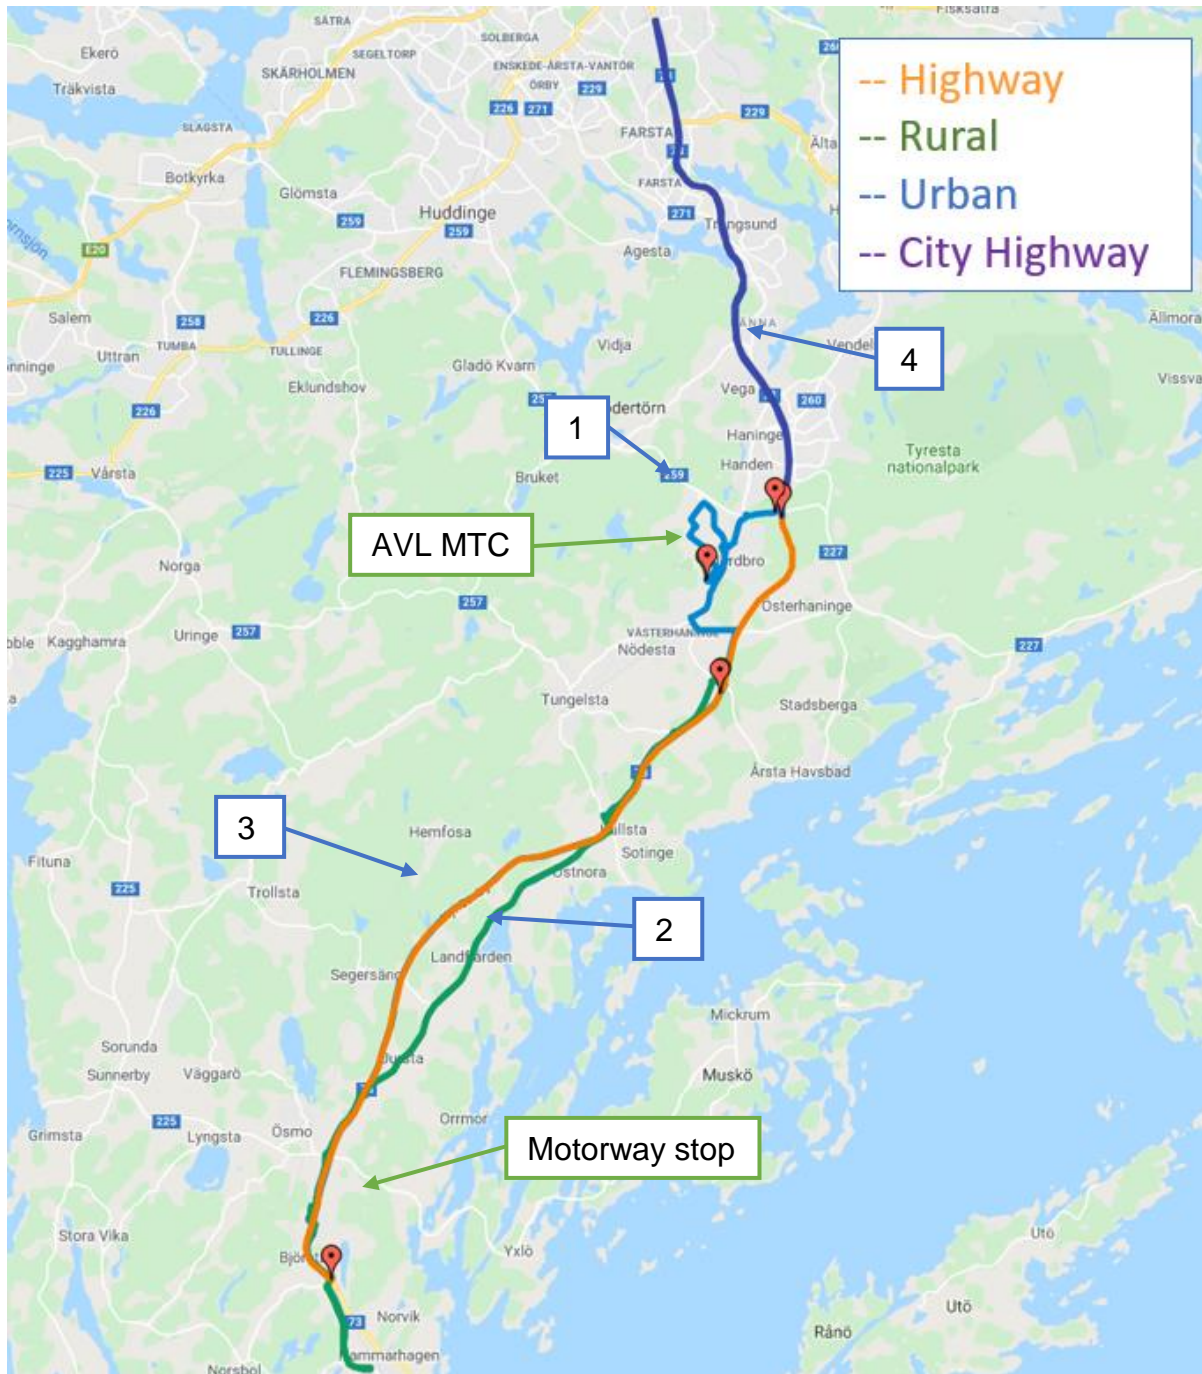 SÄTRA
Fisksätra
Ekerö
SOLBERGA
SEGELTORP
ENSKEDE-ÅRSTA-VANTÖR
SKÄRHOLMEN
Träkvista
ÖRBY
229
226
271
229
SLAGSTA
FARSTA
Älta
Botkyrka
Glömsta
FARSTA
Huddinge
259
259
271
Trångsund
E20
Agesta
FLEMINGSBERG
Salem
258
226
TUMBA
TULLINGE
Uttran
Vidja
Gladö Kvarn
Eklundshov
226
Vega
260
Haninge
225
Vårsta
Bruket
259
Handen
Tyresta
nationalpark
Norga
227
257
Österhaninge
Kagghamra
Uringe
257
VÄSTERHANINGE
Nödesta
227
Tungelsta
Stadsberga
Årsta Havsbad
Hemfosa
Sotinge
Fituna
225
Trollsta
Landfjärden
Segersäng
Mickrum
Sorunda
Sunnerby
Väggarö
Muskö
Orrmor
225
Grimsta
Lyngsta
Ösmo
Stora Vika
Yxlö
Utö
Utö
Norvik
73
Rånö
Hammarhagen
-- Highway
-- Rural
-- Urban
-- City Highway
4
1
AVL MTC
3
2
Motorway stop